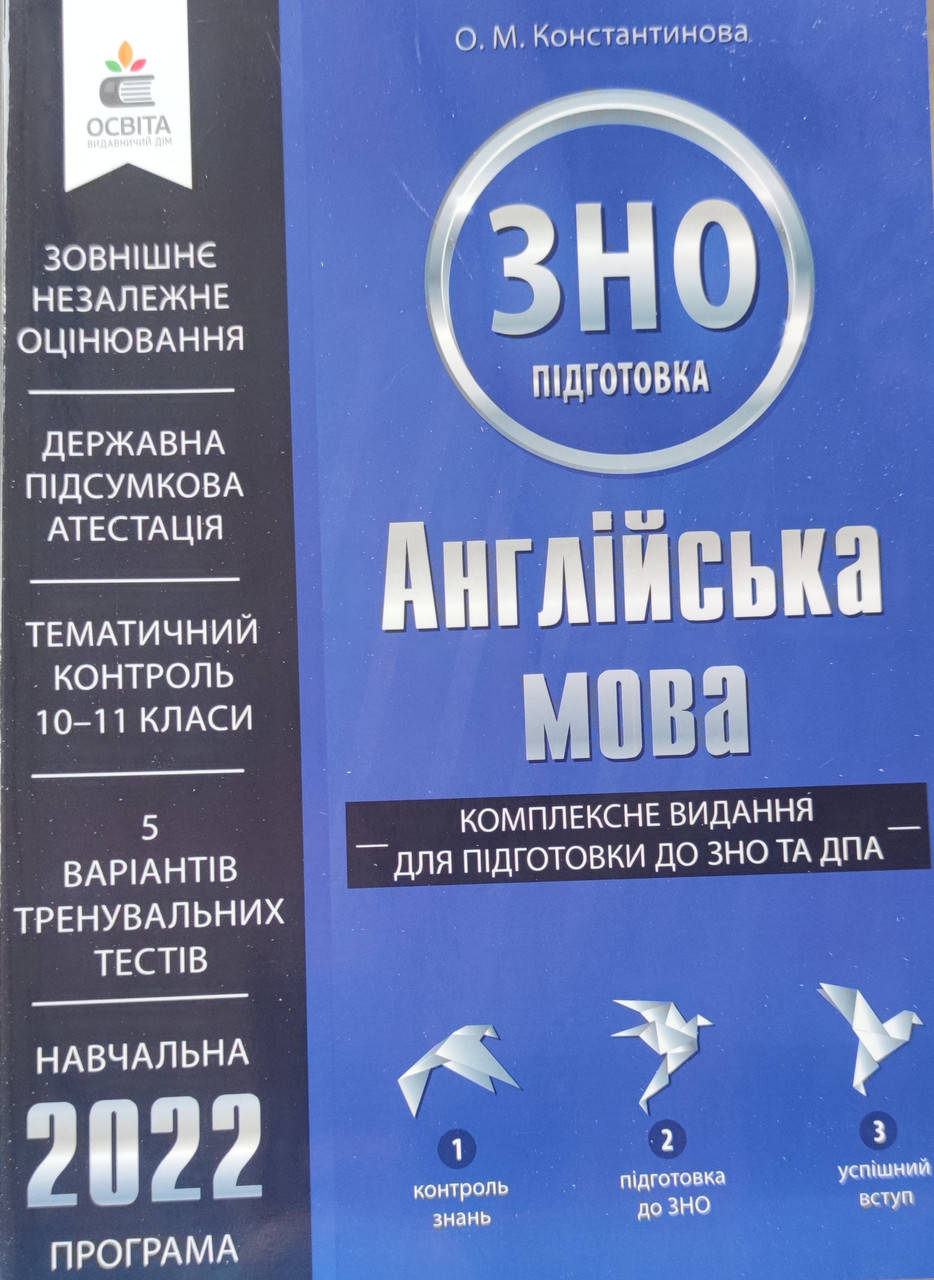 О. М. Константинова
ОСВІТА
ВИДАВНИЧИЙ ДІМ
ЗОВНІШНЄ
НЕЗАЛЕЖНЕ
ОЦІНЮВАННЯ
ДЕРЖАВНА
ПІДСУМКОВА
АТЕСТАЦІЯ
ТЕМАТИЧНИЙ
КОНТРОЛЬ
10–11 КЛАСИ
5
ВАРІАНТІВ
ТРЕНУВАЛЬНИХ
ТЕСТІВ
НАВЧАЛЬНА
2022
ПРОГРАМА
ЗНО
ПІДГОТОВКА
Англійська
мова
КОМПЛЕКСНЕ ВИДАННЯ
ДЛЯ ПІДГОТОВКИ ДО ЗНО ТА ДПА
1
контроль
знань
2
підготовка
до ЗНО
3
успішний
вступ